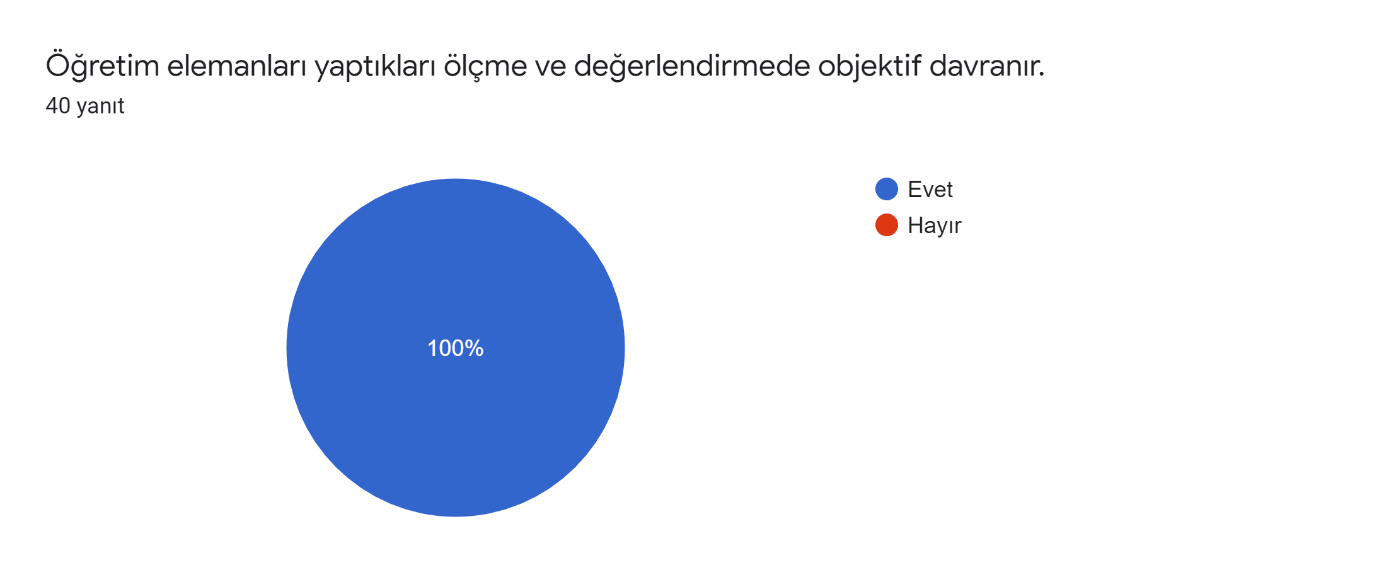 Öğretim elemanları yaptıkları ölçme ve değerlendirmede objektif davranır.
40 yanıt
Evet
Hayır
100%